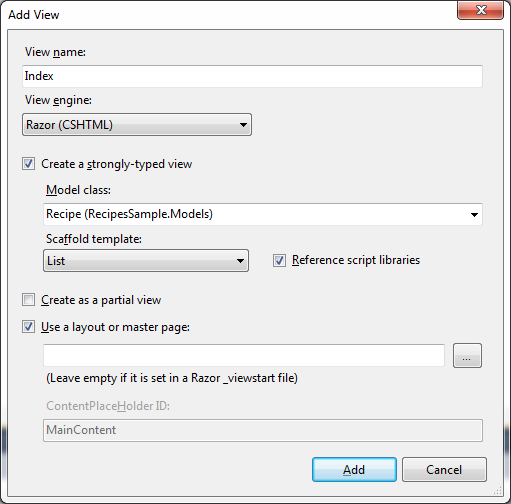 Add View
View name:
Index
View engine:
Razor (CSHTML)
Create a strongly-typed view
Model class:
Recipe (RecipesSample.Models)
Scaffold template:
List
Reference script libraries
Create as a partial view
Use a layout or master page:
...
(Leave empty if it is set in a Razor _viewstart file)
ContentPlaceHolder ID:
MainContent
Add
Cancel